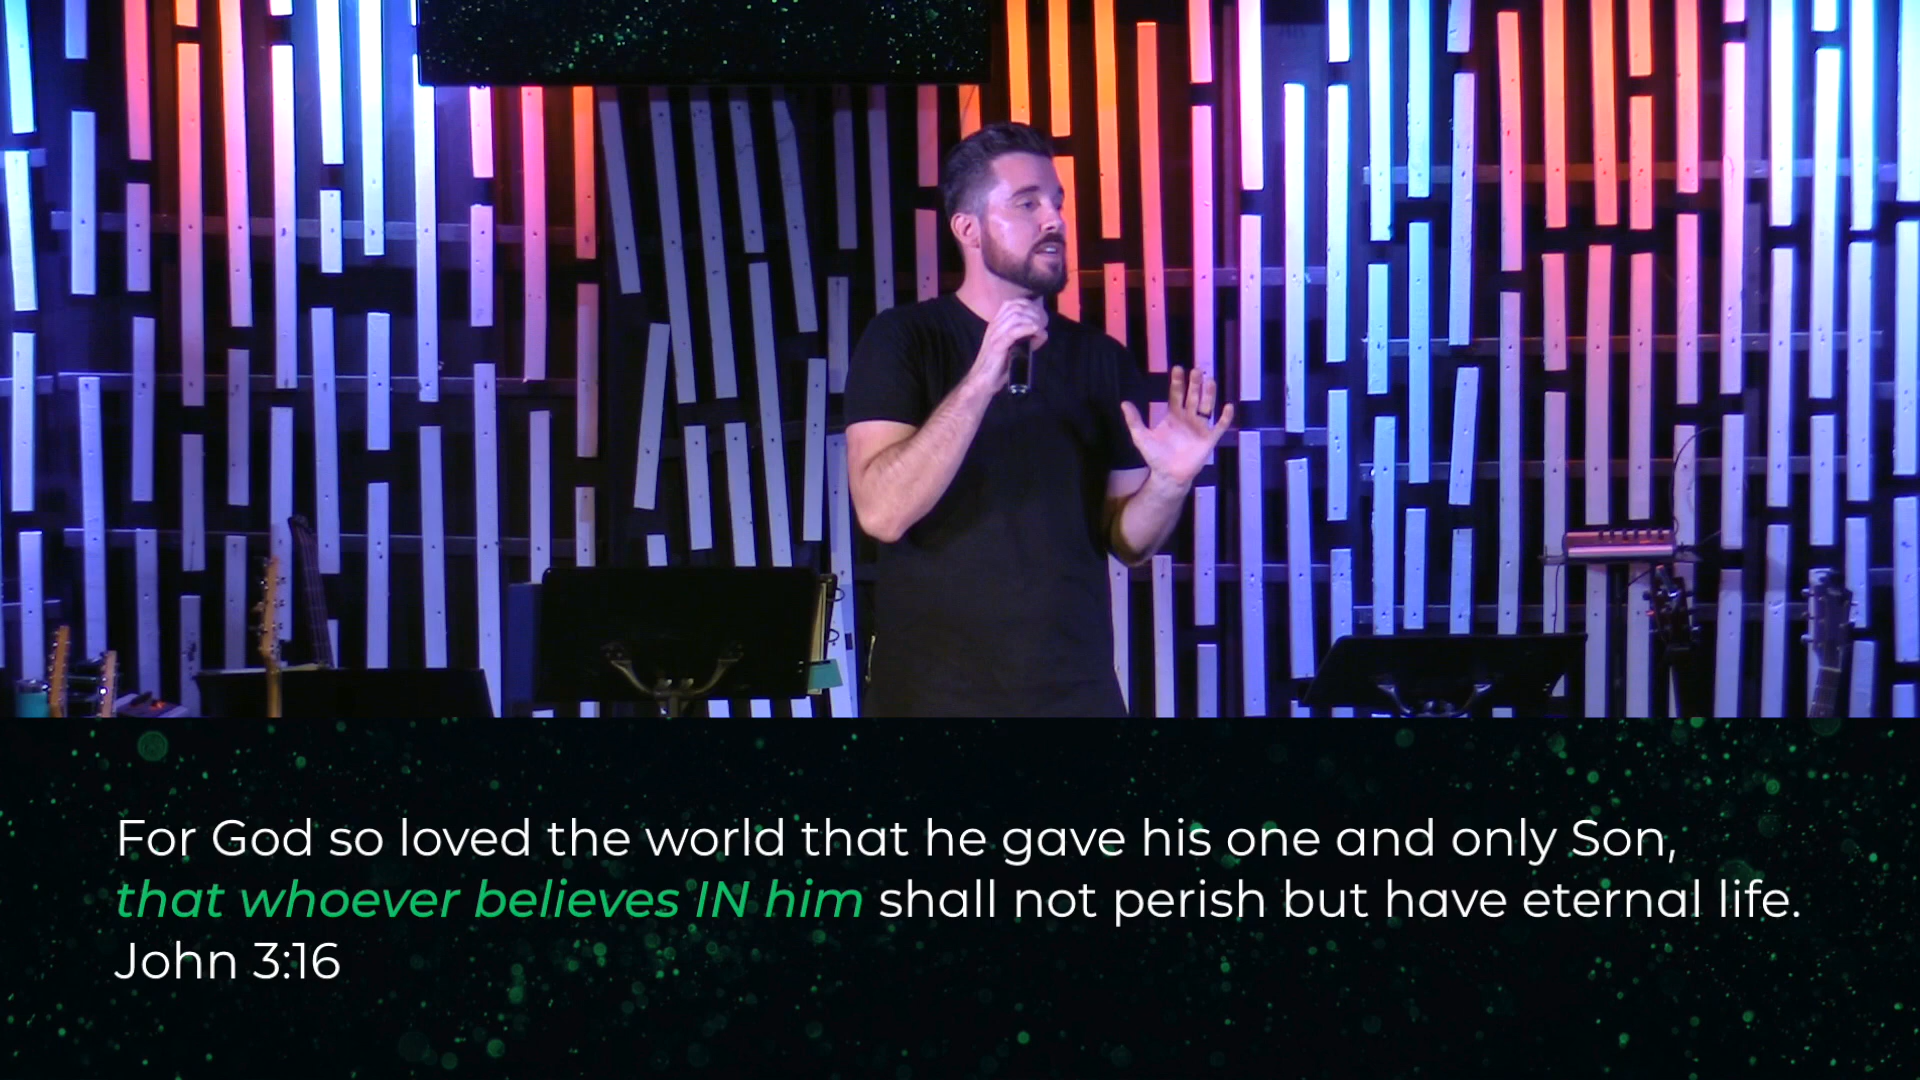 For God so loved the world that he gave his one and only Son,
that whoever believes IN him shall not perish but have eternal life.
John 3:16